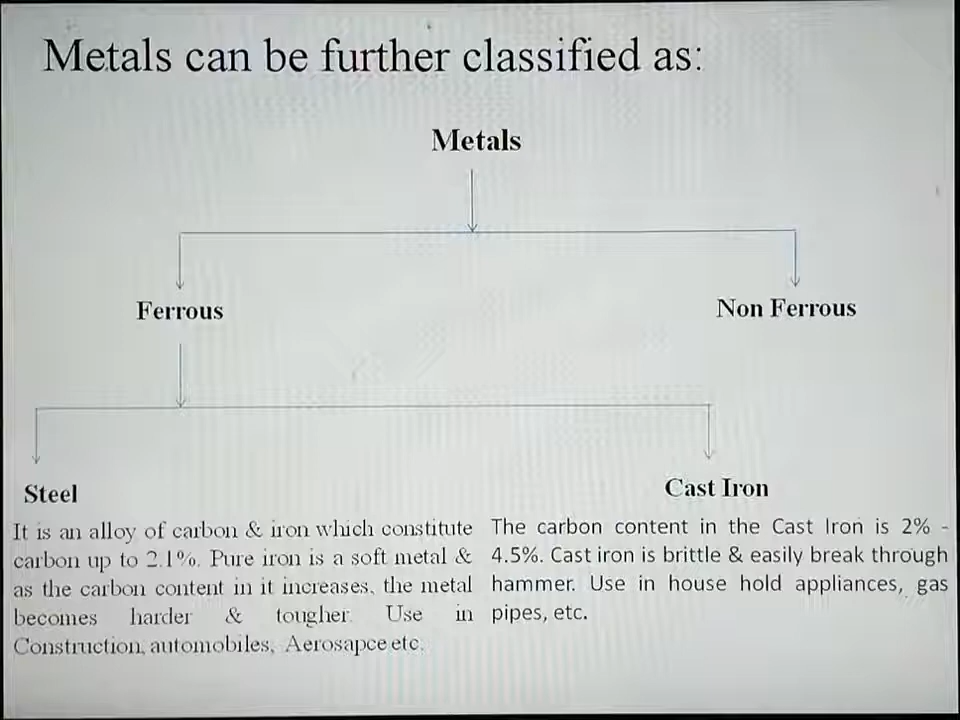 Metals can be further classified as:
Metals
Ferrous
Non Ferrous
Steel
It is an alloy of carbon & iron which constitute
carbon up to 2.1%. Pure iron is a soft metal &
as the carbon content in it increases, the metal
becomes harder & tougher. Use in
Construction, automobiles, Aerosapce etc.
Cast Iron
The carbon content in the Cast Iron is 2% -
4.5%. Cast iron is brittle & easily break through
hammer. Use in house hold appliances, gas
pipes, etc.